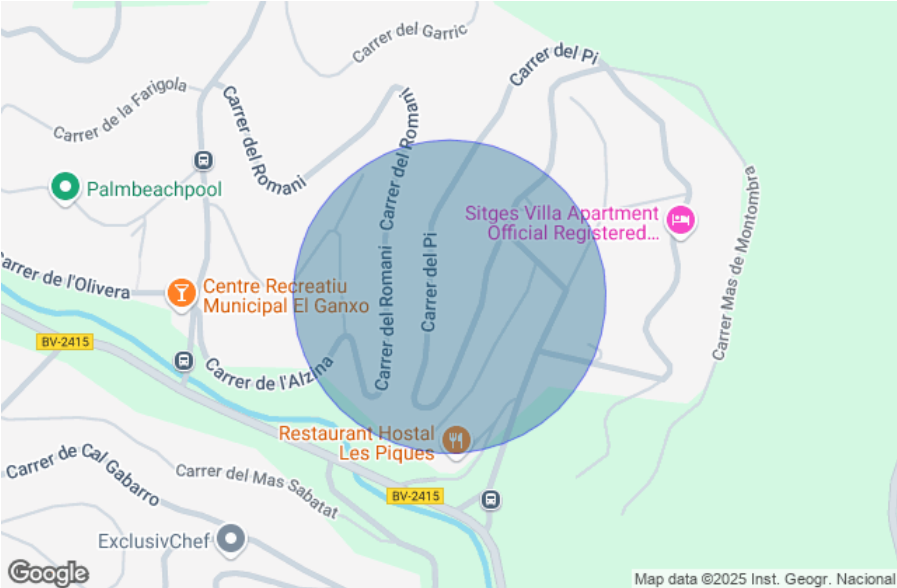 Carrer del Garric
Carrer del Pi
Carrer de la Farigola
Carrer del Romani
Carrer del Romani
Palmbeachpool
Sitges Villa Apartment
Official Registered...
Carrer Mas de Montombra
Carrer de l'Olivera
Centre Recreatiu
Municipal El Ganxo
Carrer del Romani
Carrer del Pi
BV-2415
Carrer de l'Alzina
Restaurant Hostal
Les Piques
Carrer de Cal Gabarro
Carrer del Mas Sabatat
BV-2415
ExclusivChef
Google
Map data ©2025 Inst. Geogr. Nacional